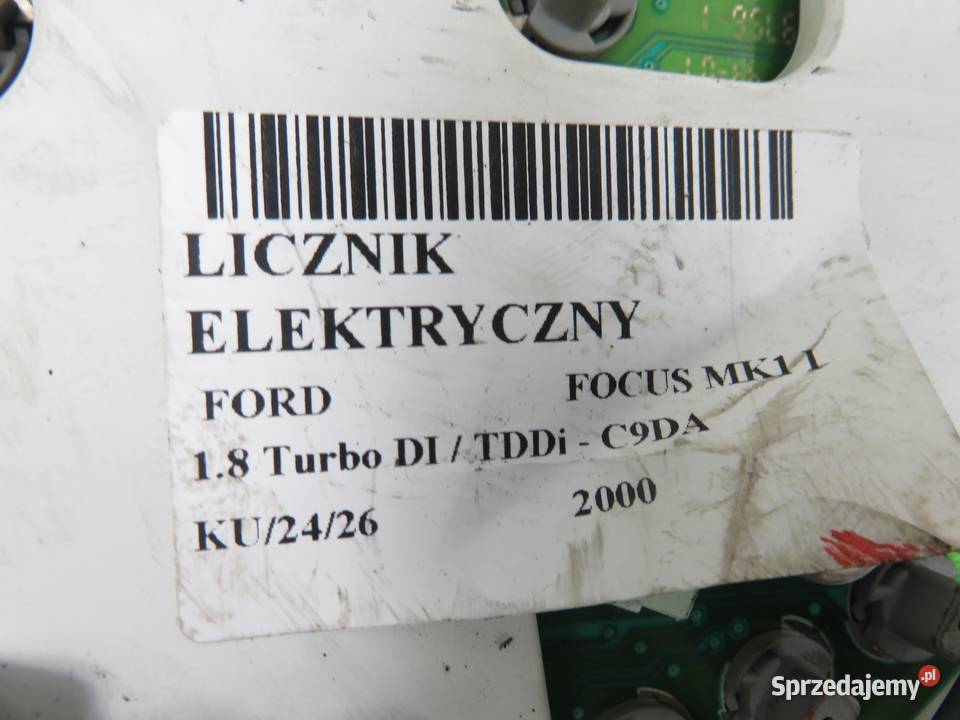 LICZNIK
ELEKTRYCZNY
FORD FOCUS MK1 I
1.8 Turbo DI / TDDi - C9DA
KU/24/26 2000
Sprzedajemy.pl